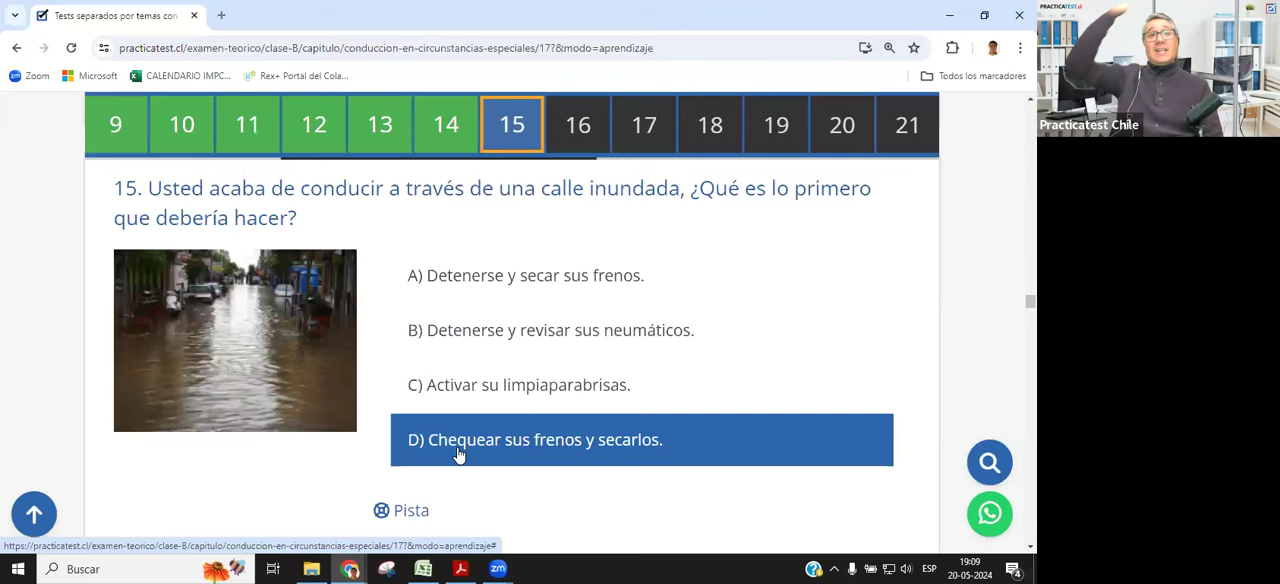 Tests separados por temas con
practicatest.cl/examen-teorico/clase-B/capitulo/conduccion-en-circunstancias-especiales/17?&modo=aprendizaje
Zoom
Microsoft
CALENDARIO IMPC...
Rex+ Portal del Cola...
Todos los marcadores
PRACTICATEST.cl
Practicatest Chile
9 10 11 12 13 14 15 16 17 18 19 20 21
15. Usted acaba de conducir a través de una calle inundada, ¿Qué es lo primero
que debería hacer?
A) Detenerse y secar sus frenos.
B) Detenerse y revisar sus neumáticos.
C) Activar su limpiaparabrisas.
D) Chequear sus frenos y secarlos.
Pista
https://practicatest.cl/examen-teorico/clase-B/capitulo/conduccion-en-circunstancias-especiales/17?&modo=aprendizaje#
Buscar
zm
ESP
19:09
20-05-2024
4